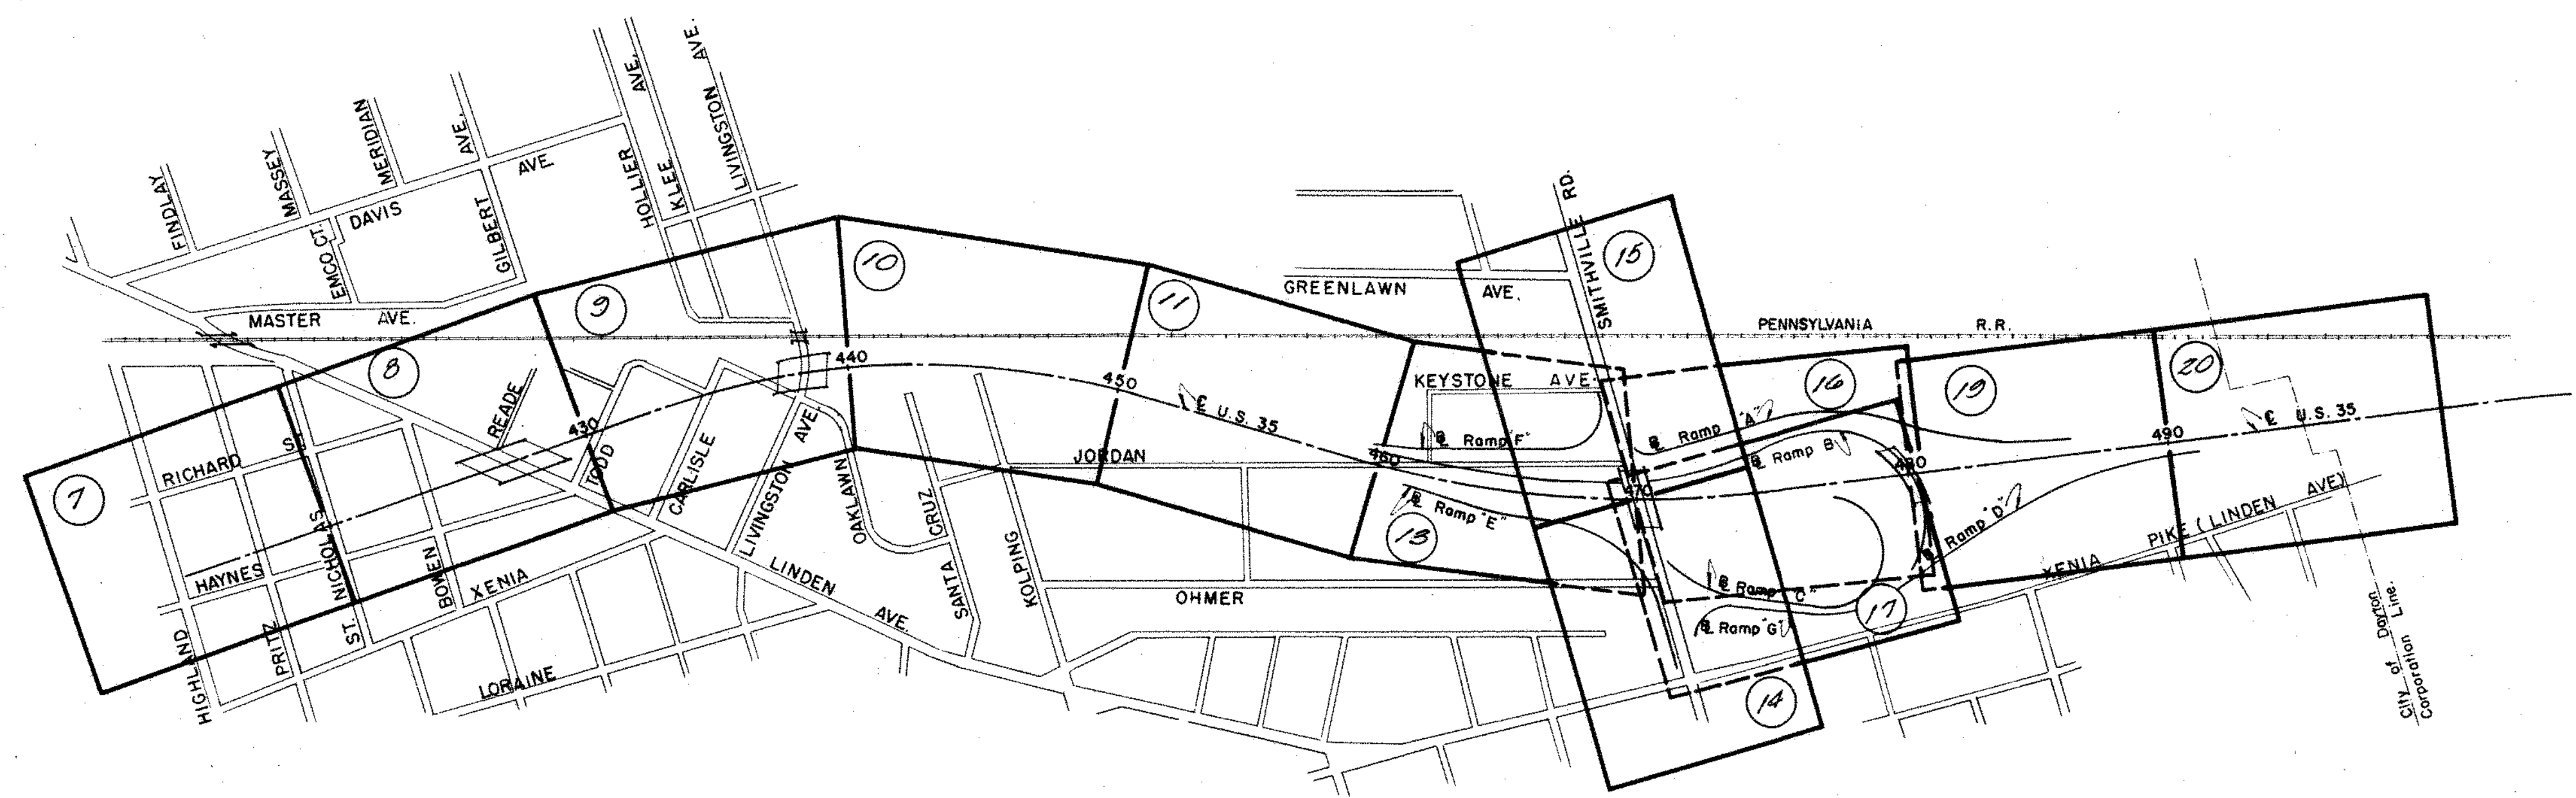 FINDLAY
MASSEY
MERIDIAN
AVE.
AVE.
DAVIS
EMCO CT.
GILBERT
HOLLIER
AVE.
KLEE
LIVINGSTON AVE.
MASTER AVE.
7
8
9
10
11
13
14
15
16
17
19
20
RICHARD ST.
HAYNES
HIGHLAND
PRITZ
ST. NICHOLAS
BOWEN
XENIA
LORAINE
READE
TODD
CARLISLE
LIVINGSTON AVE.
LINDEN AVE.
OAKLAWN
SANTA CRUZ
KOLPING
JORDAN
OHMER
430
440
450
460
470
480
490
℄ U.S. 35
GREENLAWN AVE.
KEYSTONE AVE.
SMITHVILLE RD.
PENNSYLVANIA R.R.
℄ Ramp "F"
℄ Ramp "E"
℄ Ramp "A"
℄ Ramp B
℄ Ramp "C"
℄ Ramp "G"
℄ Ramp "D"
℄ U.S. 35
XENIA PIKE (LINDEN AVE)
City of Dayton
Corporation Line.